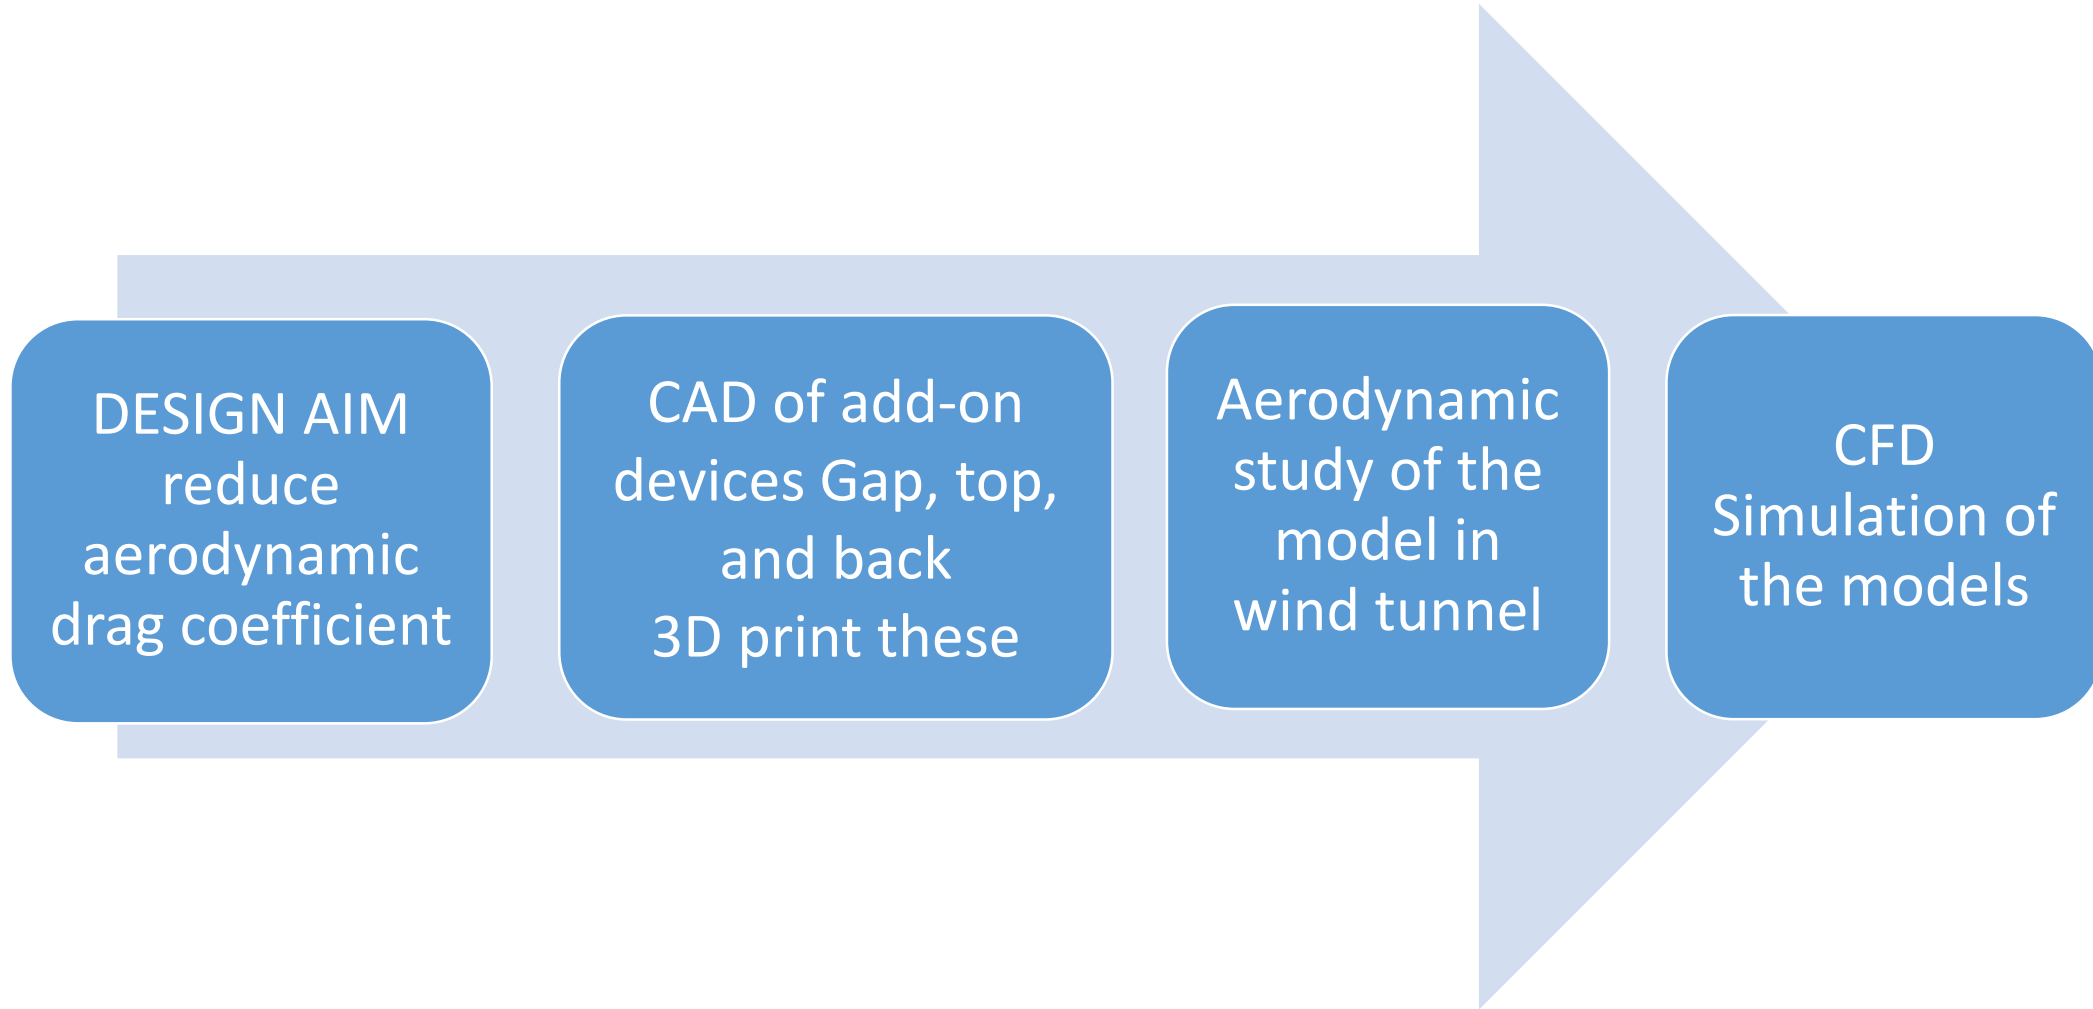 DESIGN AIM
reduce
aerodynamic
drag coefficient
CAD of add-on
devices Gap, top,
and back
3D print these
Aerodynamic
study of the
model in
wind tunnel
CFD
Simulation of
the models